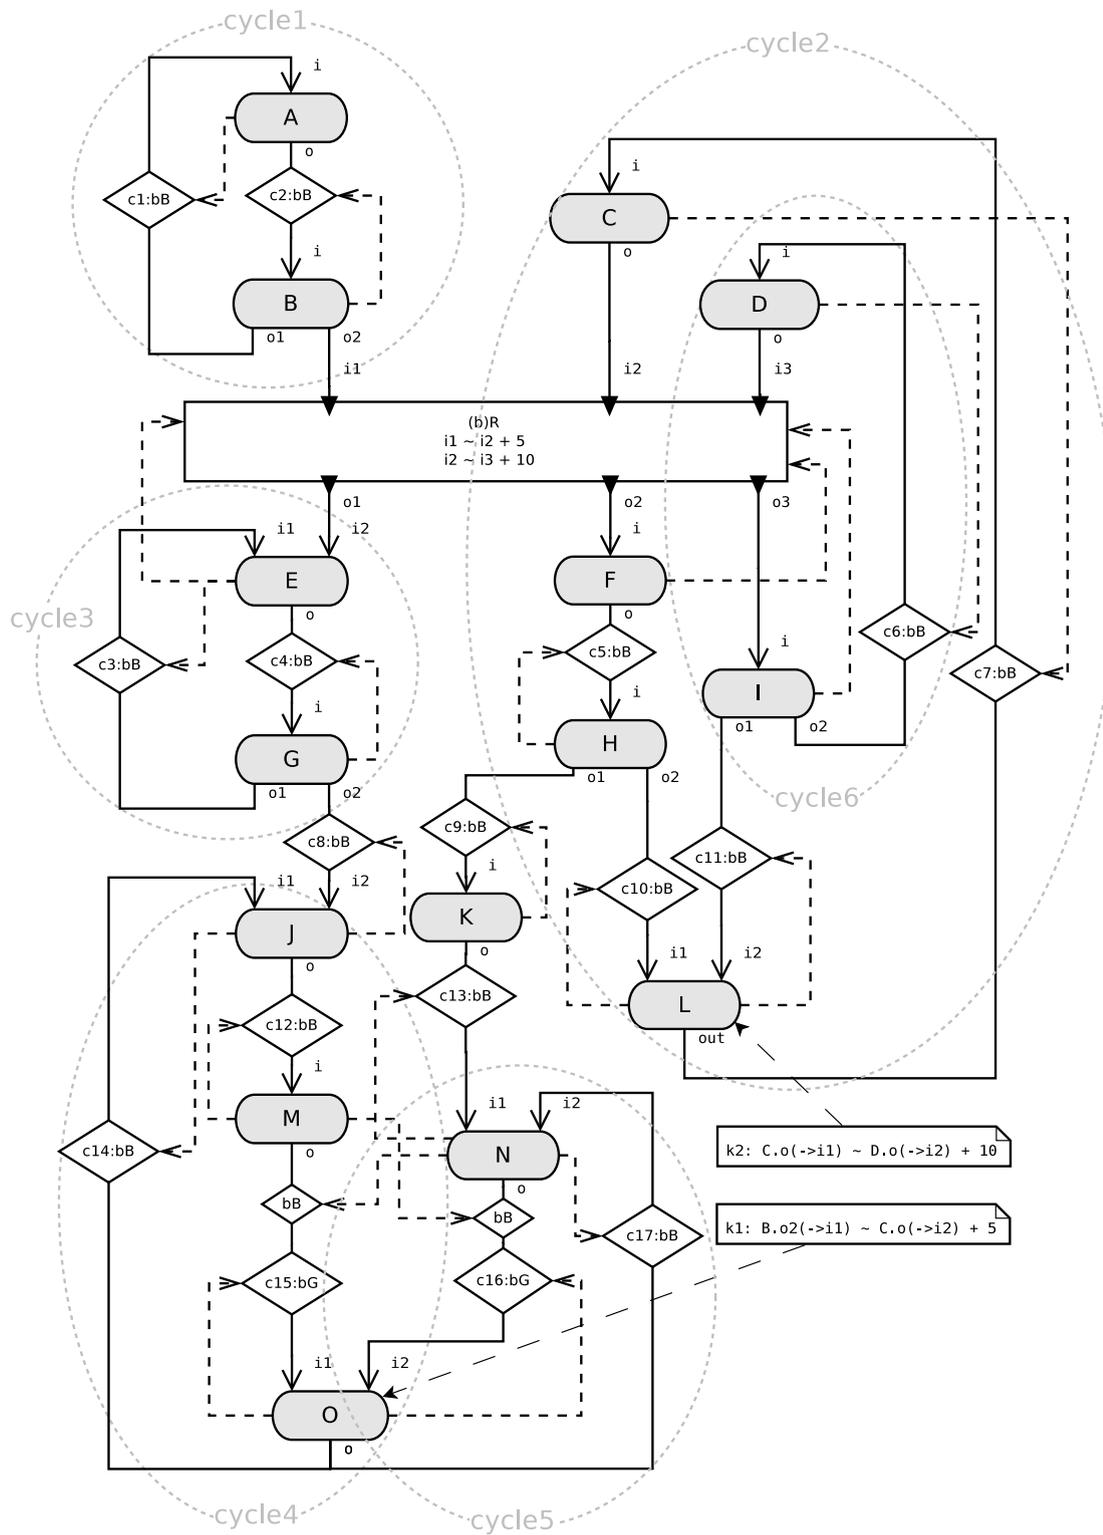 cycle1
cycle2
i
A
o
c1:bB
c2:bB
i
B
o1
o2
i1
i
C
o
i
D
o
i2
i3
(b)R
i1 ~ i2 + 5
i2 ~ i3 + 10
o1
o2
o3
i1
i2
i
E
F
o
o
cycle3
c3:bB
c4:bB
c5:bB
c6:bB
c7:bB
i
i
i
I
o1
o2
G
H
o1
o2
o1
o2
cycle6
c8:bB
c9:bB
c10:bB
c11:bB
i1
i2
i
J
K
o
o
i1
i2
L
out
c12:bB
c13:bB
i
M
o
i1
i2
N
o
c14:bB
k2: C.o(->i1) ~ D.o(->i2) + 10
bB
bB
c17:bB
k1: B.o2(->i1) ~ C.o(->i2) + 5
c15:bG
c16:bG
i1
i2
O
o
cycle4
cycle5